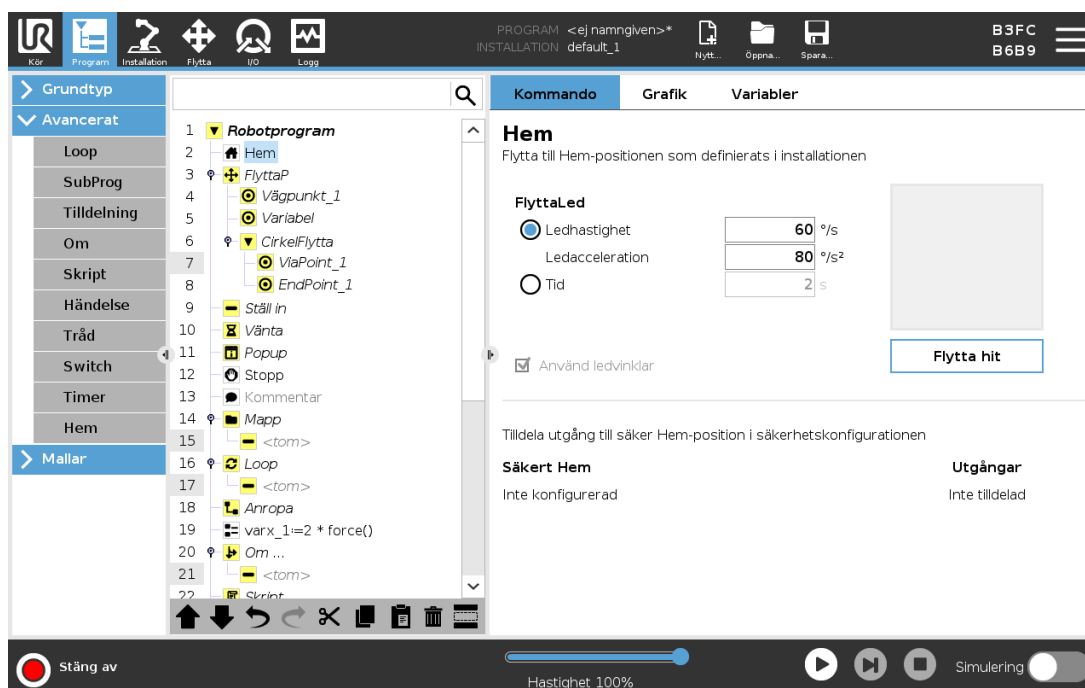 PROGRAM <ej namngiven>*
INSTALLATION default_1
UR
Kör
Program
Installation
Flytta
I/O
Logg
Nytt...
Öppna...
Spara...
B3FC
B6B9
Grundtyp
Avancerat
Loop
SubProg
Tilldelning
Om
Skript
Händelse
Tråd
Switch
Timer
Hem
Mallar
1 Robotprogram
2 Hem
3 FlyttaP
4 Vägpunkt_1
5 Variabel
6 CirkelFlytta
7 ViaPoint_1
8 EndPoint_1
9 Ställ in
10 Vänta
11 Popup
12 Stopp
13 Kommentar
14 Mapp
15 <tom>
16 Loop
17 <tom>
18 Anropa
19 varx_1:=2 * force()
20 Om ...
21 <tom>
22 Skript
Kommando
Grafik
Variabler
Hem
Flytta till Hem-positionen som definierats i installationen
FlyttaLed
Ledhastighet 60 °/s
Ledacceleration 80 °/s²
Tid 2 s
Använd ledvinklar
Flytta hit
Tilldela utgång till säker Hem-position i säkerhetskonfigurationen
Säkert Hem Utgångar
Inte konfigurerad Inte tilldelad
Stäng av
Hastighet 100%
Simulering